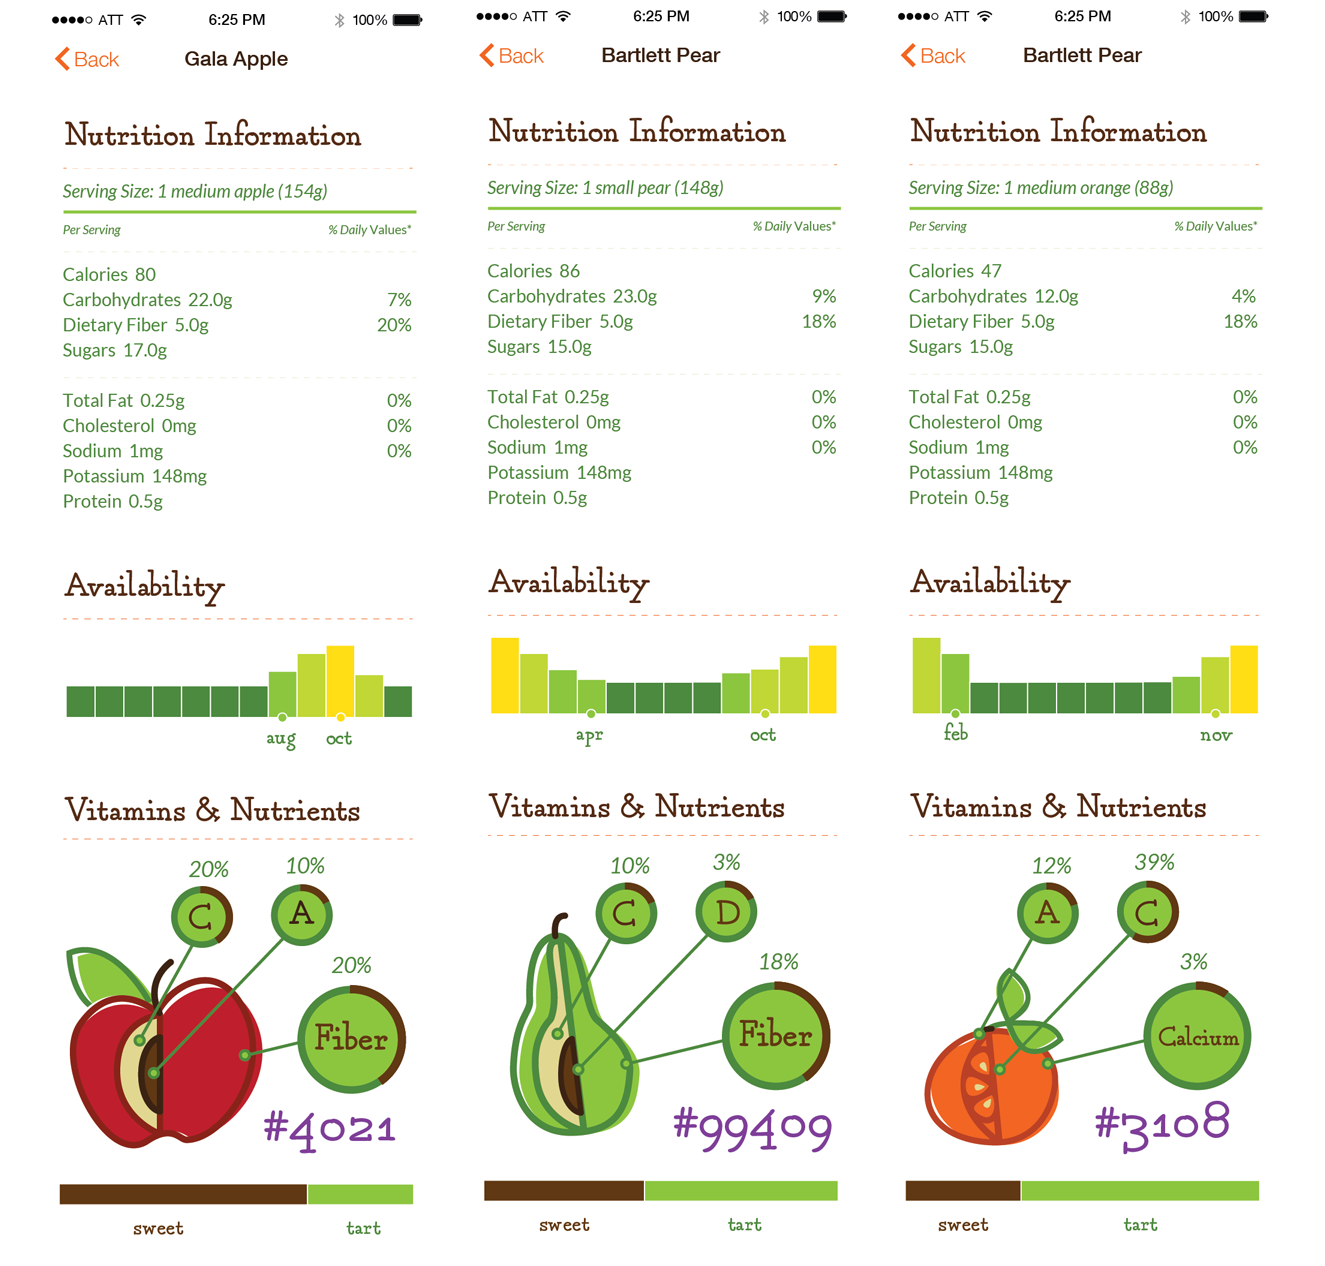 ATT 6:25 PM 100%
Back Gala Apple
Nutrition Information
Serving Size: 1 medium apple (154g)
Per Serving % Daily Values*
Calories 80
Carbohydrates 22.0g 7%
Dietary Fiber 5.0g 20%
Sugars 17.0g
Total Fat 0.25g 0%
Cholesterol 0mg 0%
Sodium 1mg 0%
Potassium 148mg
Protein 0.5g
Availability
aug oct
Vitamins & Nutrients
20% 10%
C A
20%
Fiber
#4021
sweet tart
ATT 6:25 PM 100%
Back Bartlett Pear
Nutrition Information
Serving Size: 1 small pear (148g)
Per Serving % Daily Values*
Calories 86
Carbohydrates 23.0g 9%
Dietary Fiber 5.0g 18%
Sugars 15.0g
Total Fat 0.25g 0%
Cholesterol 0mg 0%
Sodium 1mg 0%
Potassium 148mg
Protein 0.5g
Availability
apr oct
Vitamins & Nutrients
10% 3%
C D
18%
Fiber
#99409
sweet tart
ATT 6:25 PM 100%
Back Bartlett Pear
Nutrition Information
Serving Size: 1 medium orange (88g)
Per Serving % Daily Values*
Calories 47
Carbohydrates 12.0g 4%
Dietary Fiber 5.0g 18%
Sugars 15.0g
Total Fat 0.25g 0%
Cholesterol 0mg 0%
Sodium 1mg 0%
Potassium 148mg
Protein 0.5g
Availability
feb nov
Vitamins & Nutrients
12% 39%
A C
3%
Calcium
#3108
sweet tart